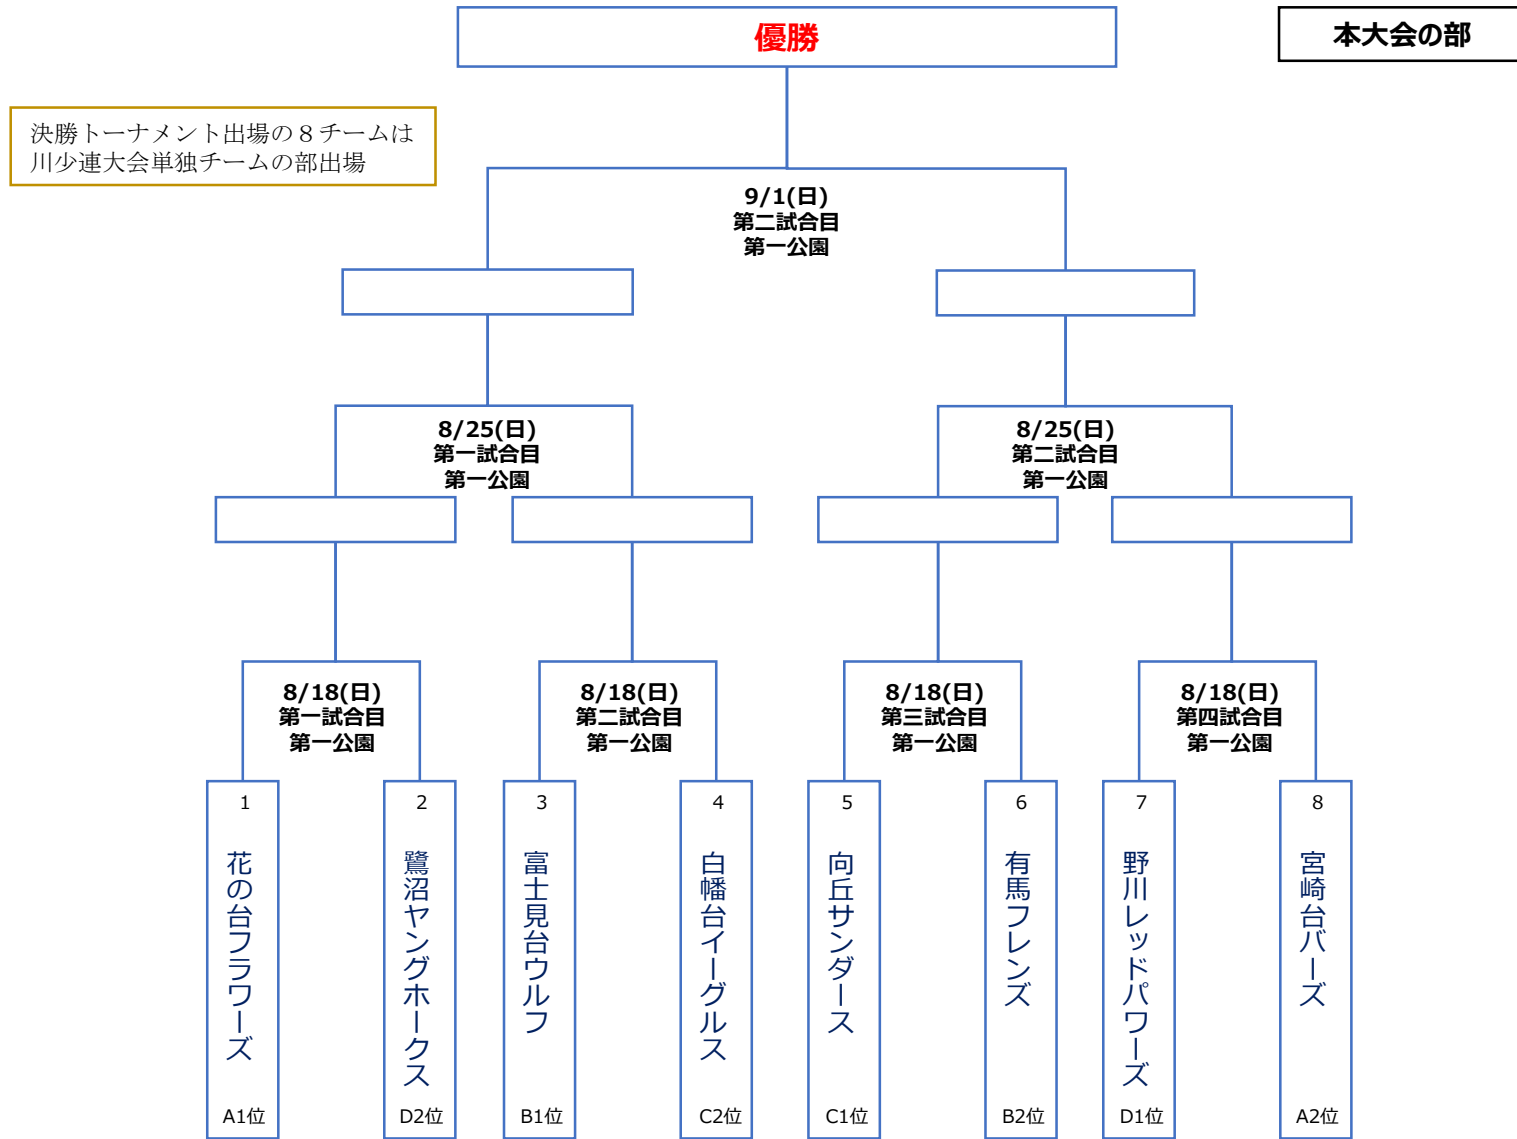 優勝
本大会の部
決勝トーナメント出場の８チームは
川少連大会単独チームの部出場
9/1(日)
第二試合目
第一公園
8/25(日)
第一試合目
第一公園
8/25(日)
第二試合目
第一公園
8/18(日)
第一試合目
第一公園
8/18(日)
第二試合目
第一公園
8/18(日)
第三試合目
第一公園
8/18(日)
第四試合目
第一公園
1
花の台フラワーズ
A1位
2
鷺沼ヤングホークス
D2位
3
富士見台ウルフ
B1位
4
白幡台イーグルス
C2位
5
向丘サンダース
C1位
6
有馬フレンズ
B2位
7
野川レッドパワーズ
D1位
8
宮崎台バーズ
A2位